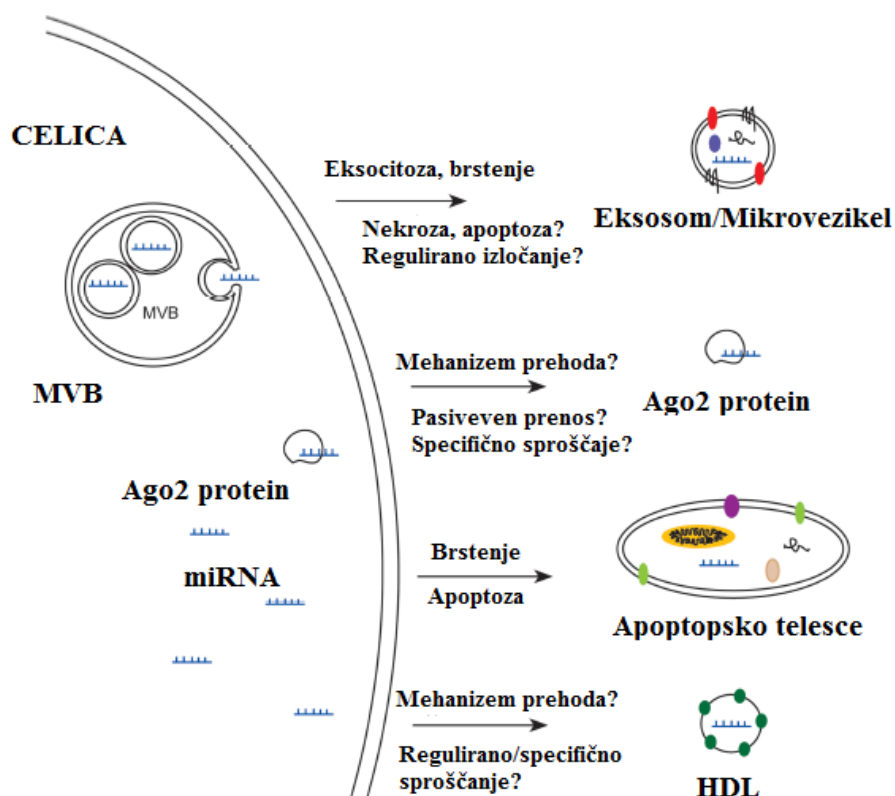 CELICA
MVB
MVB
Ago2 protein
miRNA
Eksocitoza, brstenje
Nekroza, apoptoza?
Regulirano izločanje?
Eksosom/Mikrovezikel
Mehanizem prehoda?
Pasiveven prenos?
Specifično sproščaje?
Ago2 protein
Brstenje
Apoptoza
Apoptopsko telesce
Mehanizem prehoda?
Regulirano/specifično
sproščanje?
HDL